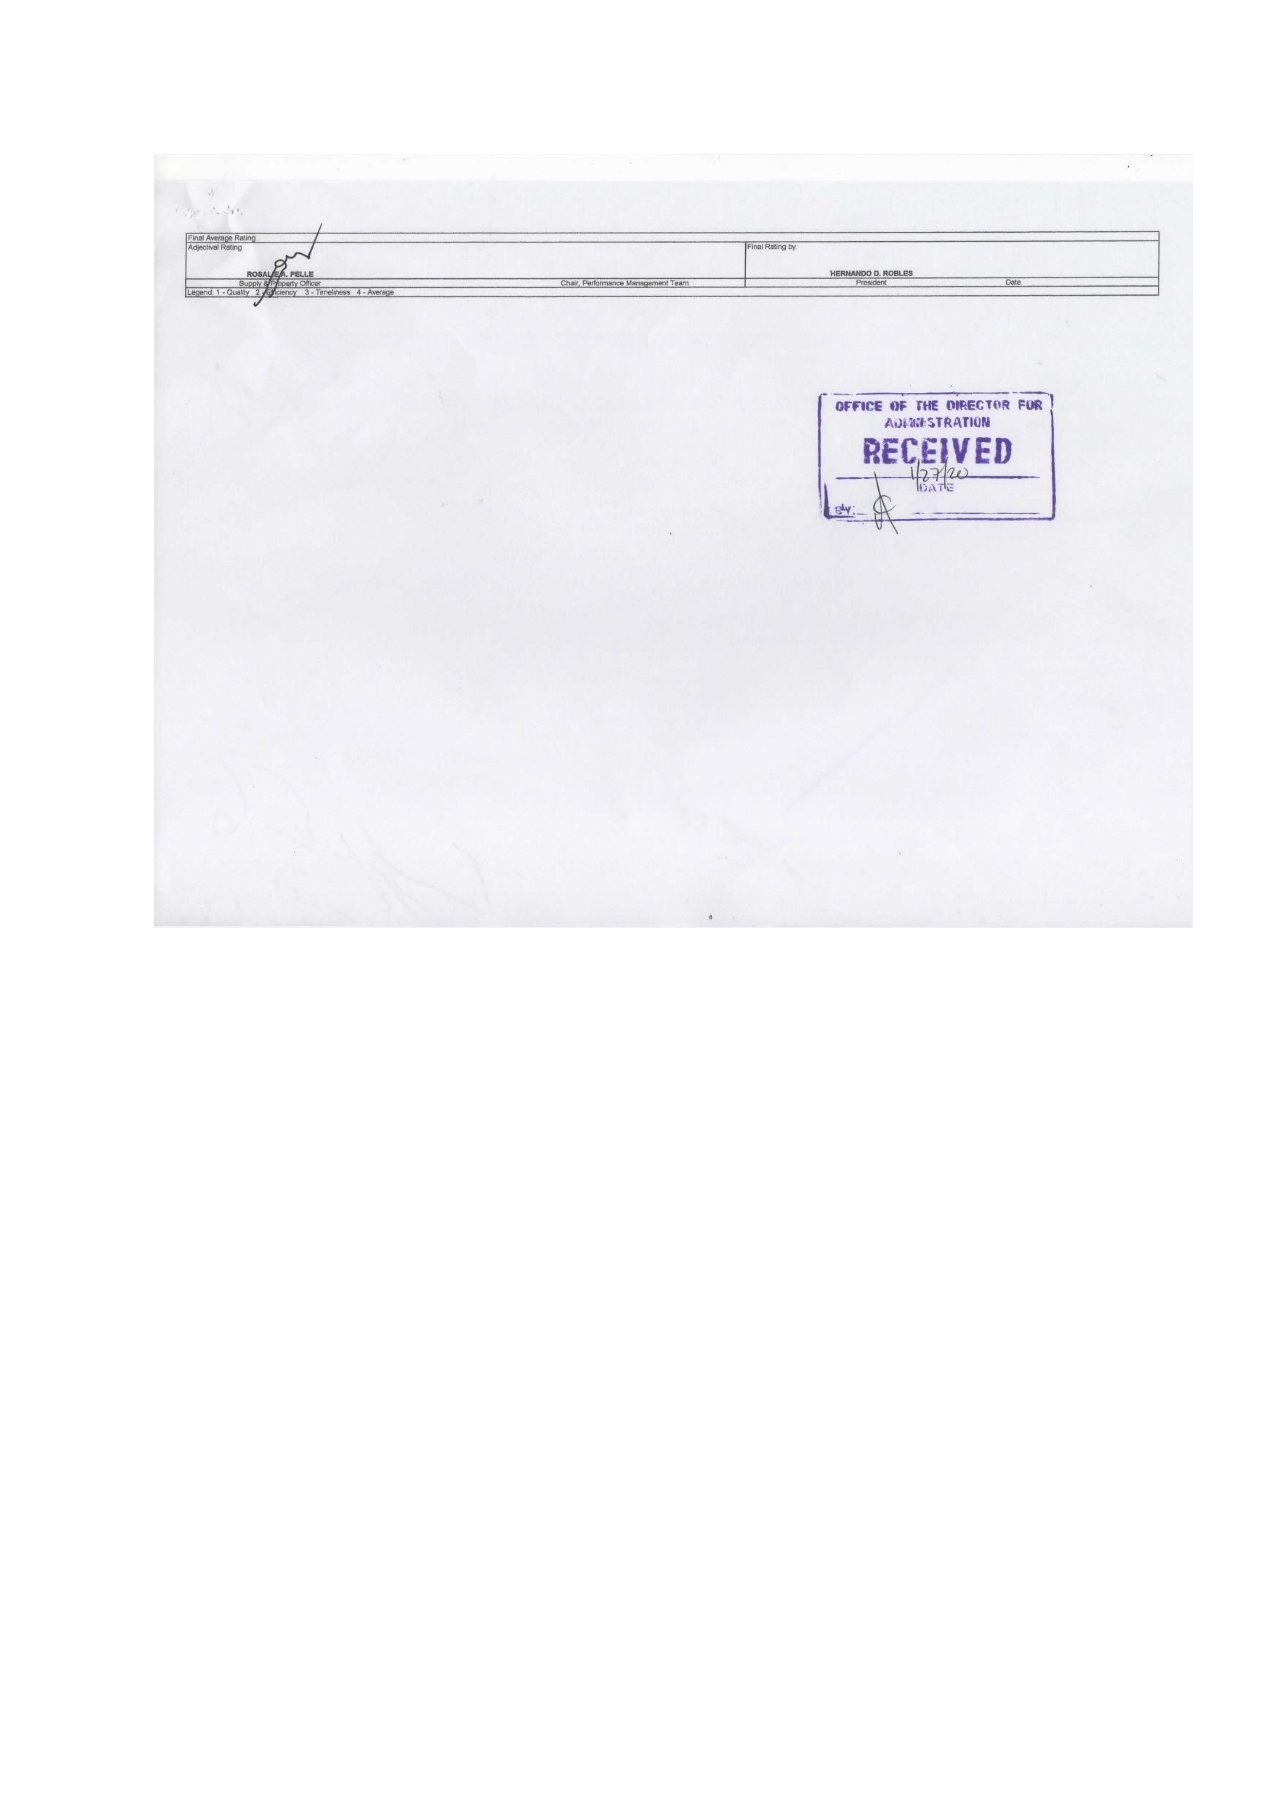 Final Average Rating
Adjectival Rating
Final Rating by:
ROSALIE A. PELLE
HERNANDO D. ROBLES
Supply & Property Officer
Chair, Performance Management Team
President
Date
Legend: 1 - Quality 2 - Efficiency 3 - Timeliness 4 - Average
OFFICE OF THE DIRECTOR FOR
ADMINISTRATION
RECEIVED
1/27/20
DATE
BY: